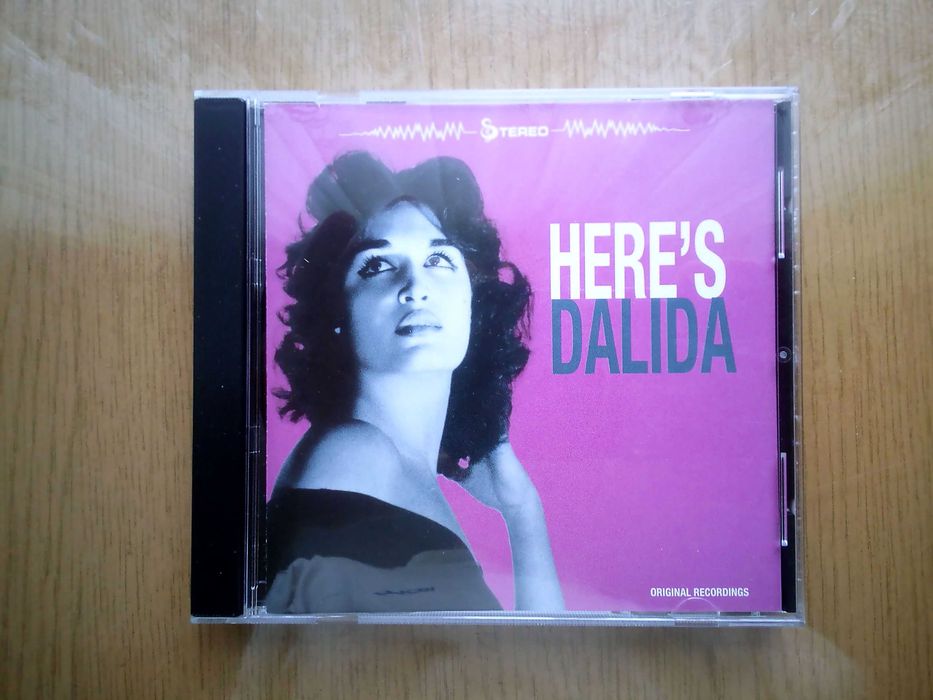 STEREO
HERE'S
DALIDA
ORIGINAL RECORDINGS